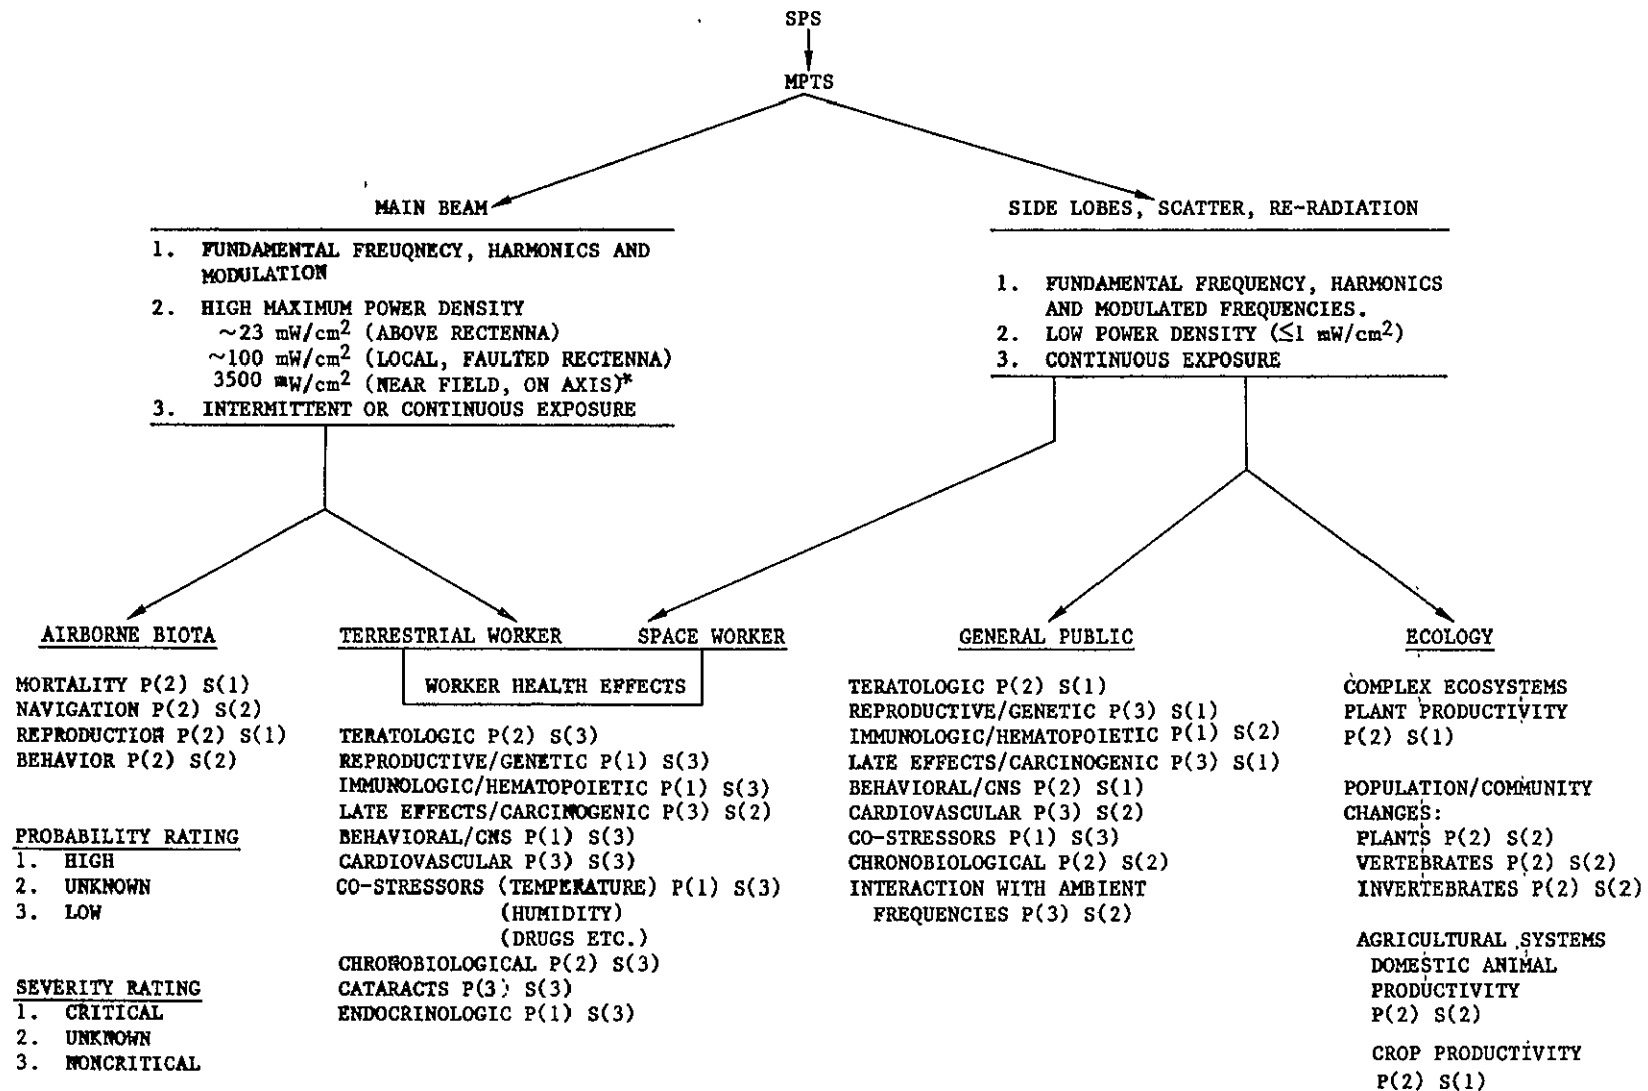 SPS
MPTS
MAIN BEAM
1. FUNDAMENTAL FREUQNECY, HARMONICS AND
MODULATION
2. HIGH MAXIMUM POWER DENSITY
~23 mW/cm² (ABOVE RECTENNA)
~100 mW/cm² (LOCAL, FAULTED RECTENNA)
3500 mW/cm² (NEAR FIELD, ON AXIS)*
3. INTERMITTENT OR CONTINUOUS EXPOSURE
SIDE LOBES, SCATTER, RE-RADIATION
1. FUNDAMENTAL FREQUENCY, HARMONICS
AND MODULATED FREQUENCIES.
2. LOW POWER DENSITY (≤1 mW/cm²)
3. CONTINUOUS EXPOSURE
AIRBORNE BIOTA
MORTALITY P(2) S(1)
NAVIGATION P(2) S(2)
REPRODUCTION P(2) S(1)
BEHAVIOR P(2) S(2)
PROBABILITY RATING
1. HIGH
2. UNKNOWN
3. LOW
SEVERITY RATING
1. CRITICAL
2. UNKNOWN
3. NONCRITICAL
TERRESTRIAL WORKER
SPACE WORKER
WORKER HEALTH EFFECTS
TERATOLOGIC P(2) S(3)
REPRODUCTIVE/GENETIC P(1) S(3)
IMMUNOLOGIC/HEMATOPOIETIC P(1) S(3)
LATE EFFECTS/CARCINOGENIC P(3) S(2)
BEHAVIORAL/CNS P(1) S(3)
CARDIOVASCULAR P(3) S(3)
CO-STRESSORS (TEMPERATURE) P(1) S(3)
(HUMIDITY)
(DRUGS ETC.)
CHRONOBIOLOGICAL P(2) S(3)
CATARACTS P(3) S(3)
ENDOCRINOLOGIC P(1) S(3)
GENERAL PUBLIC
TERATOLOGIC P(2) S(1)
REPRODUCTIVE/GENETIC P(3) S(1)
IMMUNOLOGIC/HEMATOPOIETIC P(1) S(2)
LATE EFFECTS/CARCINOGENIC P(3) S(1)
BEHAVIORAL/CNS P(2) S(1)
CARDIOVASCULAR P(3) S(2)
CO-STRESSORS P(1) S(3)
CHRONOBIOLOGICAL P(2) S(2)
INTERACTION WITH AMBIENT
FREQUENCIES P(3) S(2)
ECOLOGY
COMPLEX ECOSYSTEMS
PLANT PRODUCTIVITY
P(2) S(1)
POPULATION/COMMUNITY
CHANGES:
PLANTS P(2) S(2)
VERTEBRATES P(2) S(2)
INVERTEBRATES P(2) S(2)
AGRICULTURAL SYSTEMS
DOMESTIC ANIMAL
PRODUCTIVITY
P(2) S(2)
CROP PRODUCTIVITY
P(2) S(1)